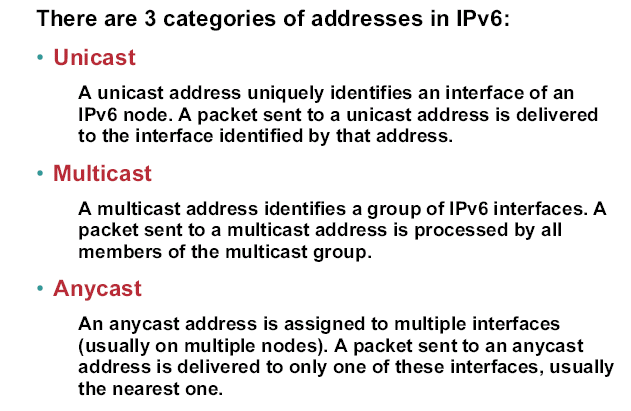 There are 3 categories of addresses in IPv6:
• Unicast
A unicast address uniquely identifies an interface of an
IPv6 node. A packet sent to a unicast address is delivered
to the interface identified by that address.
• Multicast
A multicast address identifies a group of IPv6 interfaces. A
packet sent to a multicast address is processed by all
members of the multicast group.
• Anycast
An anycast address is assigned to multiple interfaces
(usually on multiple nodes). A packet sent to an anycast
address is delivered to only one of these interfaces, usually
the nearest one.